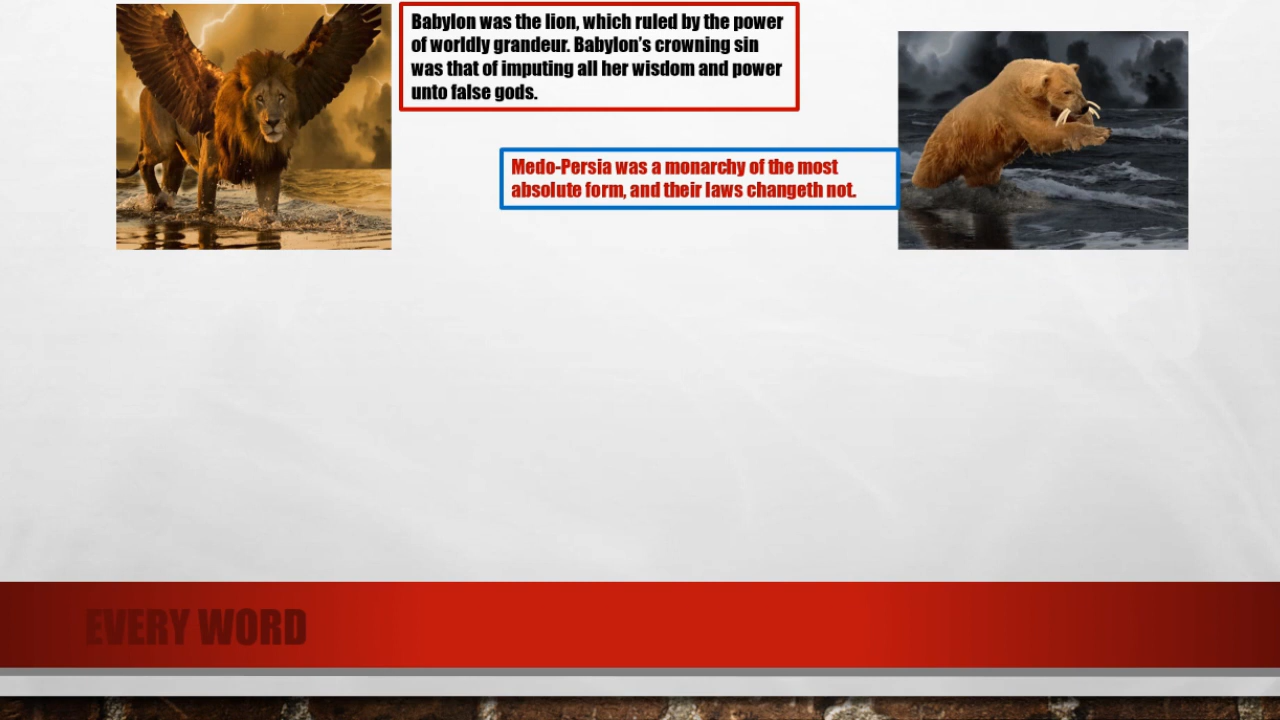 Babylon was the lion, which ruled by the power
of worldly grandeur. Babylon's crowning sin
was that of imputing all her wisdom and power
unto false gods.
Medo-Persia was a monarchy of the most
absolute form, and their laws changeth not.
EVERY WORD